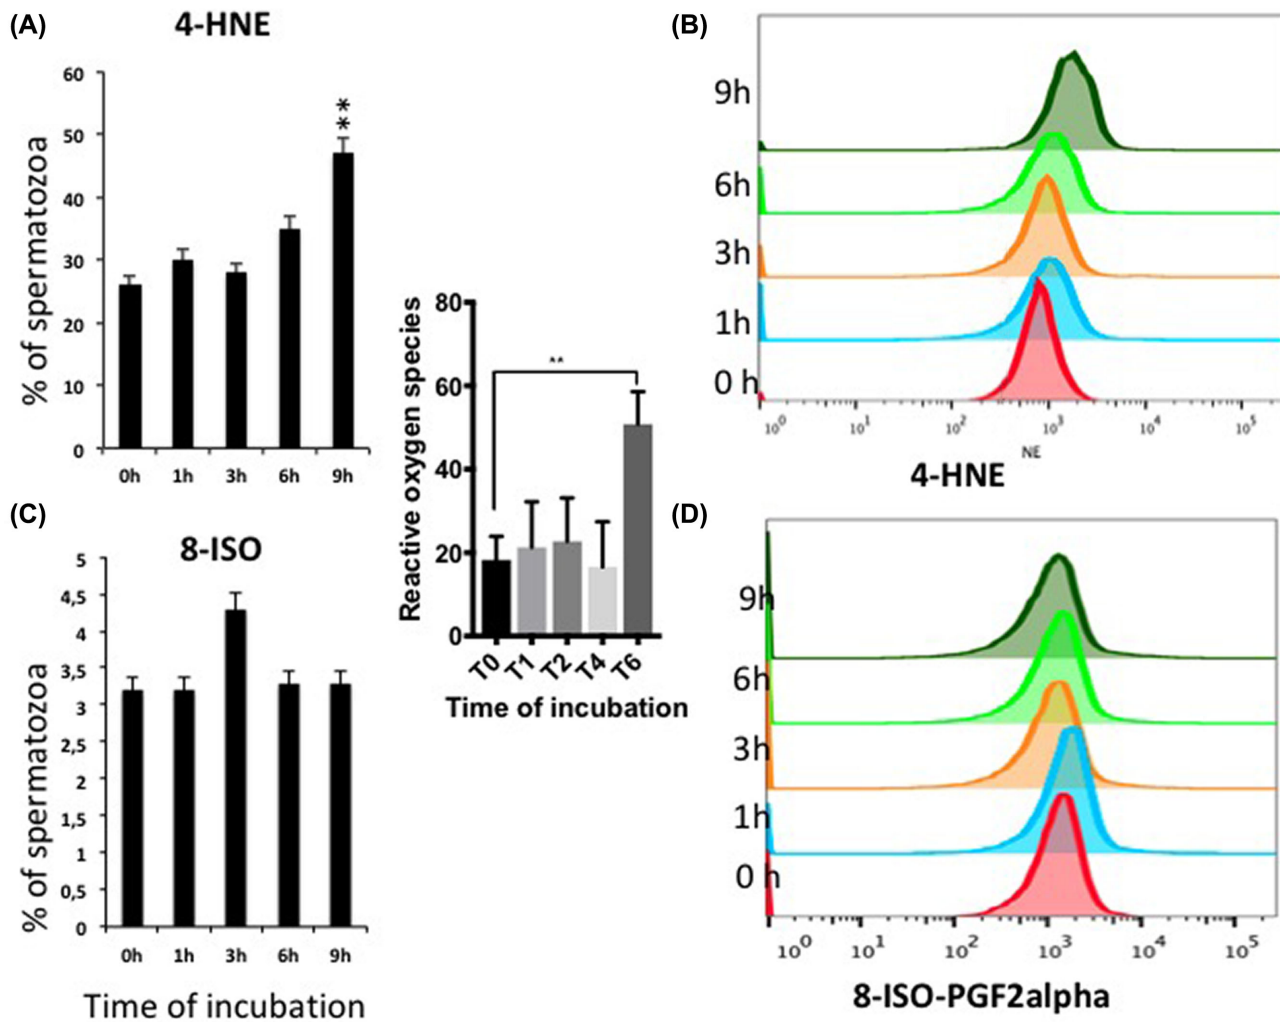 (A)
4-HNE
60
50
40
30
20
10
0
% of spermatozoa
**
0h 1h 3h 6h 9h
(B)
9h
6h
3h
1h
0 h
10^0 10^1 10^2 10^3 10^4 10^5
NE
4-HNE
80
60
40
20
0
Reactive oxygen species
^^
T0 T1 T2 T4 T6
Time of incubation
(C)
8-ISO
5
4,5
4
3,5
3
2,5
2
1,5
1
0,5
0
% of spermatozoa
0h 1h 3h 6h 9h
Time of incubation
(D)
9h
6h
3h
1h
0 h
10^0 10^1 10^2 10^3 10^4 10^5
8-ISO-PGF2alpha